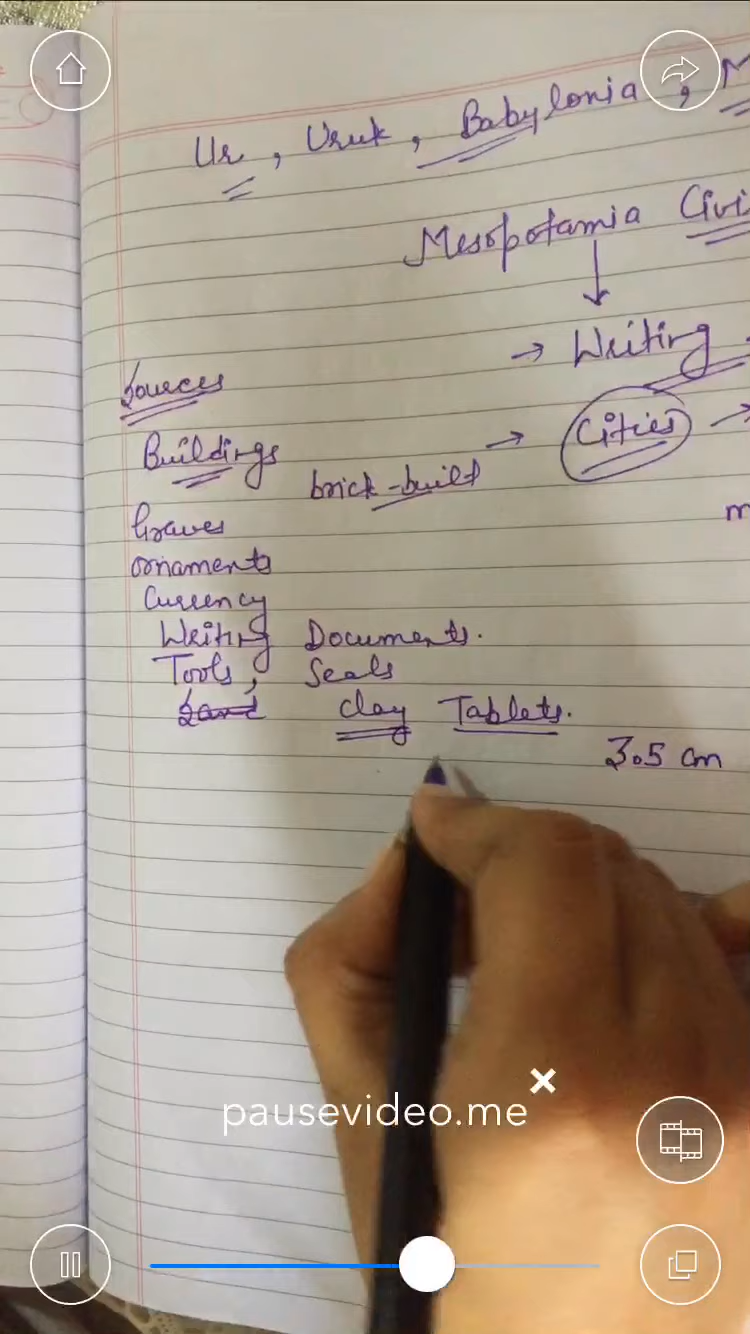 Ur, Uruk, Babylonia, M
Mesopotamia Civi
→ Writing
Sources
Buildings
brick-built → Cities →
m
Graves
ornaments
Currency
Writing Documents.
Tools, Seals
clay Tablets.
3.5 cm
pausevideo.me ×